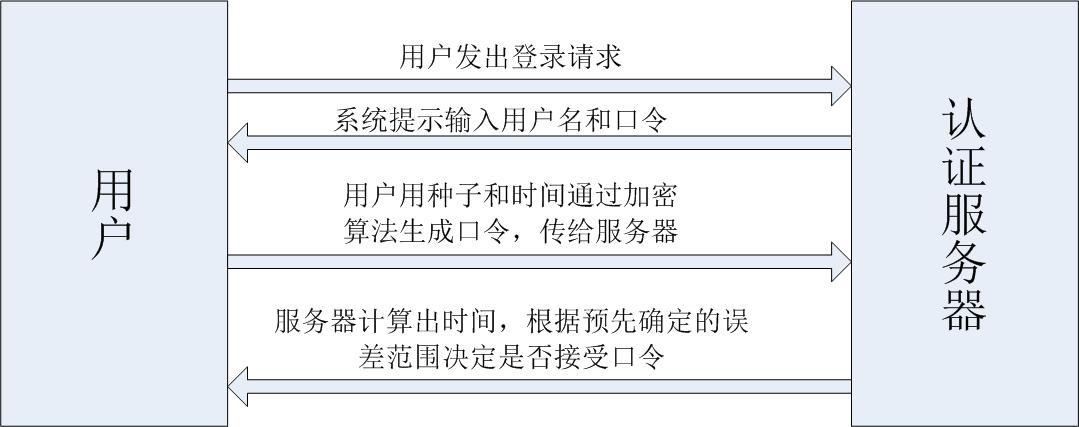 用户发出登录请求
系统提示输入用户名和口令
用户
用户用种子和时间通过加密
算法生成口令，传给服务器
服务器计算出时间，根据预先确定的误
差范围决定是否接受口令
认证服务器